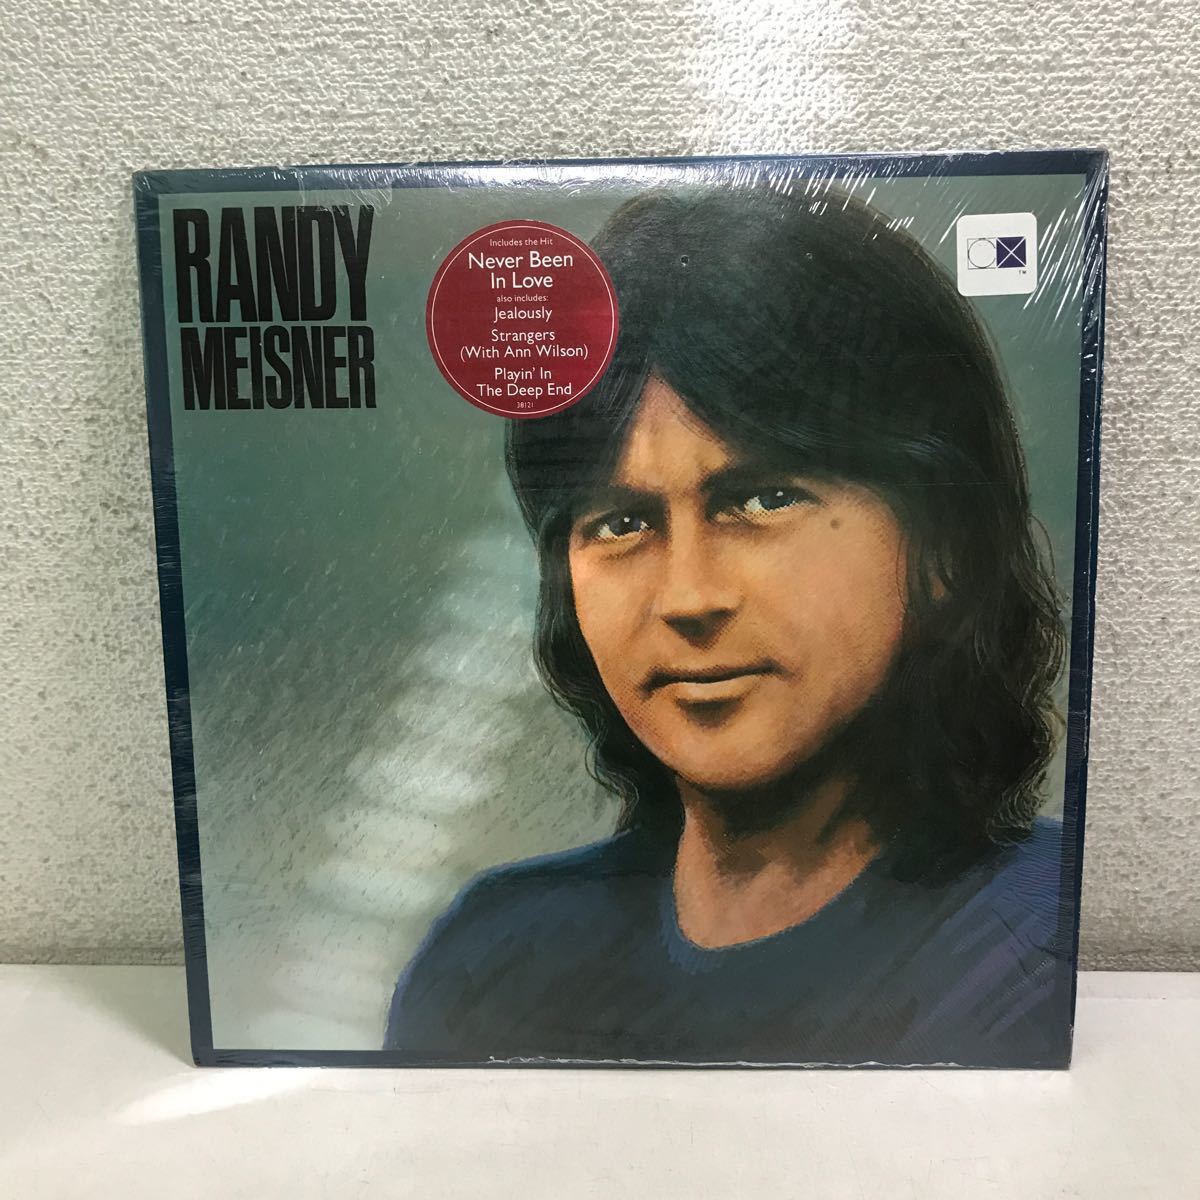 RANDY
MEISNER
Includes the Hit
Never Been
In Love
also includes:
Jealously
Strangers
(With Ann Wilson)
Playin' In
The Deep End
38121
TM